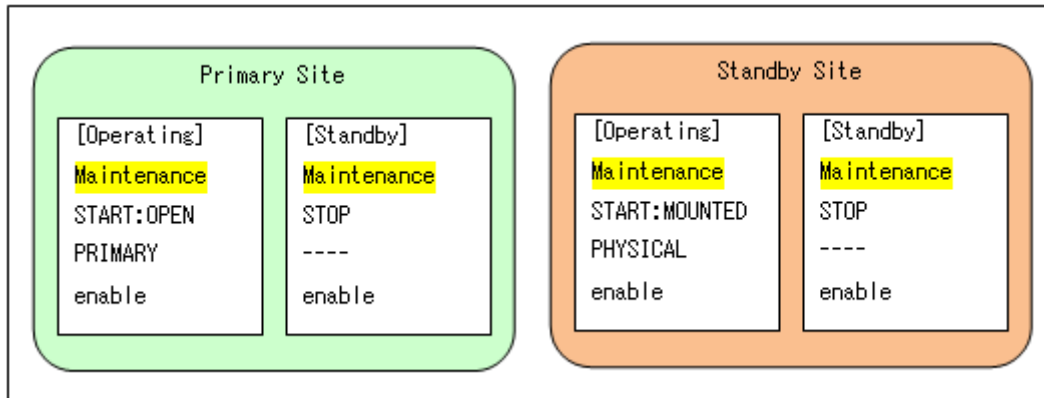 Primary Site
[Operating]
Maintenance
START:OPEN
PRIMARY
enable
[Standby]
Maintenance
STOP
----
enable
Standby Site
[Operating]
Maintenance
START:MOUNTED
PHYSICAL
enable
[Standby]
Maintenance
STOP
----
enable